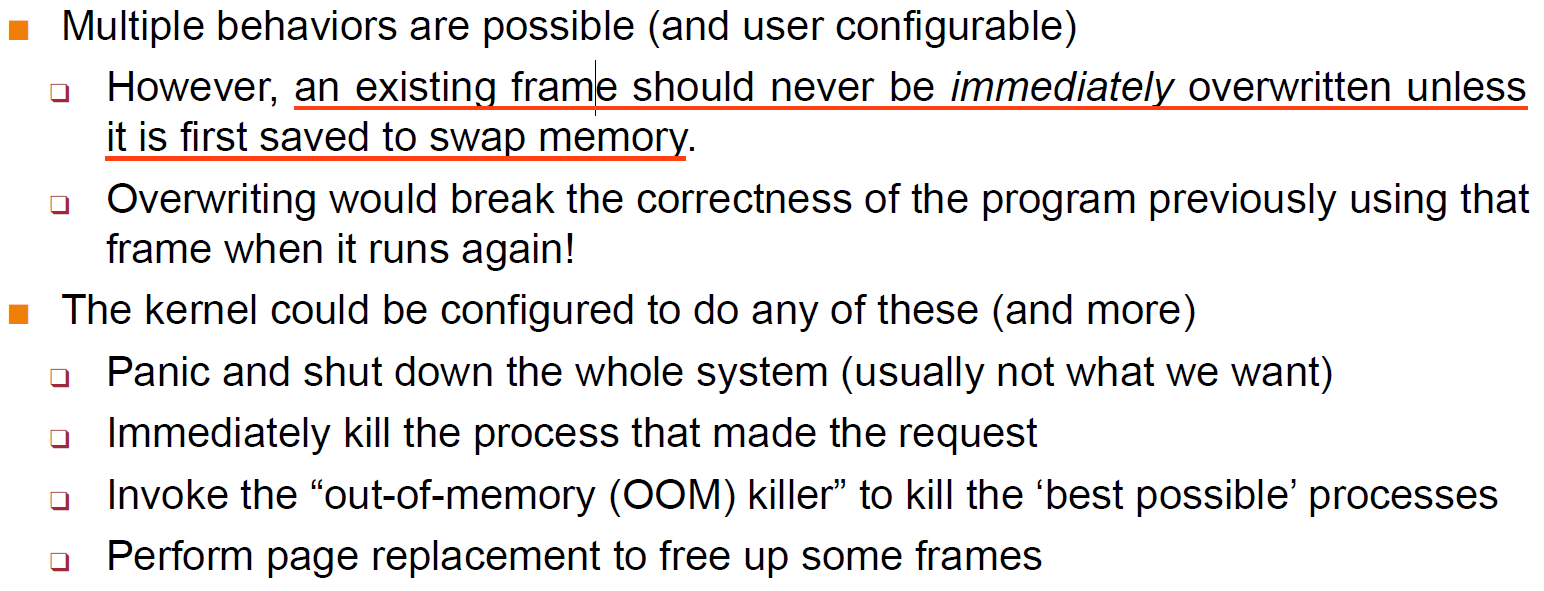 Multiple behaviors are possible (and user configurable)
However, an existing frame should never be immediately overwritten unless
it is first saved to swap memory.
Overwriting would break the correctness of the program previously using that
frame when it runs again!
The kernel could be configured to do any of these (and more)
Panic and shut down the whole system (usually not what we want)
Immediately kill the process that made the request
Invoke the “out-of-memory (OOM) killer” to kill the ‘best possible’ processes
Perform page replacement to free up some frames